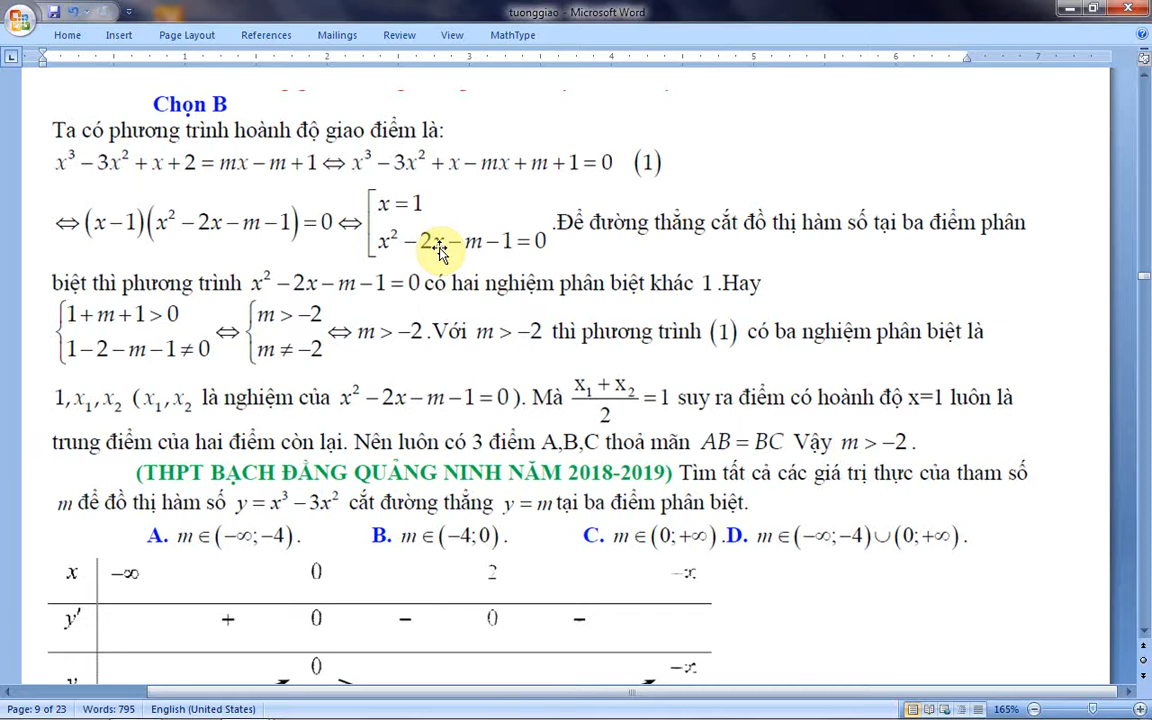 tuonggiao - Microsoft Word
Home Insert Page Layout References Mailings Review View MathType
1 2 3 4 5 6 7
Chọn B
Ta có phương trình hoành độ giao điểm là:
x³ − 3x² + x + 2 = mx − m + 1 ⇔ x³ − 3x² + x − mx + m + 1 = 0 (1)
⇔ (x − 1)(x² − 2x − m − 1) = 0 ⇔ [ x = 1
x² − 2x − m − 1 = 0 .Để đường thẳng cắt đồ thị hàm số tại ba điểm phân
biệt thì phương trình x² − 2x − m − 1 = 0 có hai nghiệm phân biệt khác 1 .Hay
{ 1 + m + 1 > 0 ⇔ { m > −2
1 − 2 − m − 1 ≠ 0 m ≠ −2 ⇔ m > −2 .Với m > −2 thì phương trình (1) có ba nghiệm phân biệt là
1, x₁, x₂ ( x₁, x₂ là nghiệm của x² − 2x − m − 1 = 0 ). Mà (x₁ + x₂)/2 = 1 suy ra điểm có hoành độ x=1 luôn là
trung điểm của hai điểm còn lại. Nên luôn có 3 điểm A,B,C thoả mãn AB = BC Vậy m > −2 .
(THPT BẠCH ĐẰNG QUẢNG NINH NĂM 2018-2019) Tìm tất cả các giá trị thực của tham số
m để đồ thị hàm số y = x³ − 3x² cắt đường thẳng y = m tại ba điểm phân biệt.
A. m ∈ (−∞; −4) . B. m ∈ (−4; 0) . C. m ∈ (0; +∞) . D. m ∈ (−∞; −4) ∪ (0; +∞) .
x −∞ 0 2
y′ + 0 − 0 −
0
Page: 9 of 23 Words: 795 English (United States) 165%